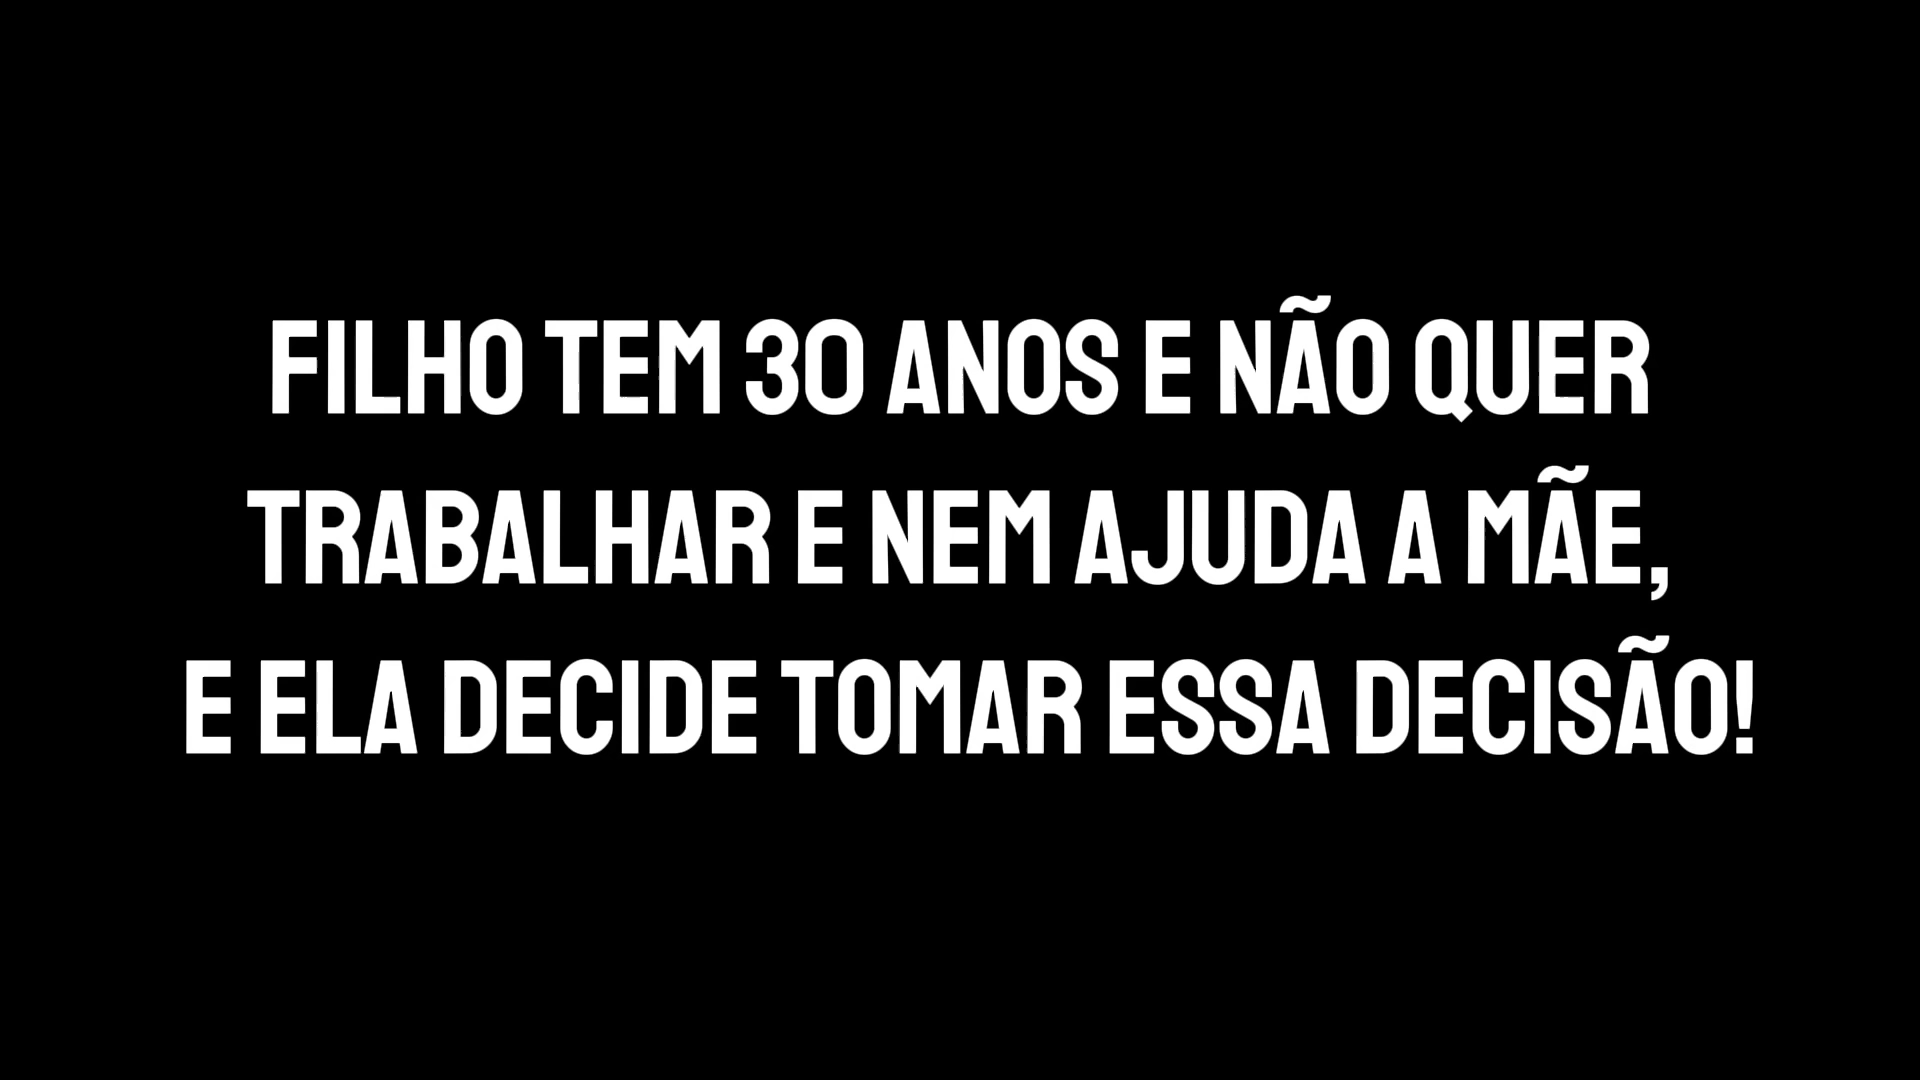 FILHO TEM 30 ANOS E NÃO QUER
TRABALHAR E NEM AJUDA A MÃE,
E ELA DECIDE TOMAR ESSA DECISÃO!